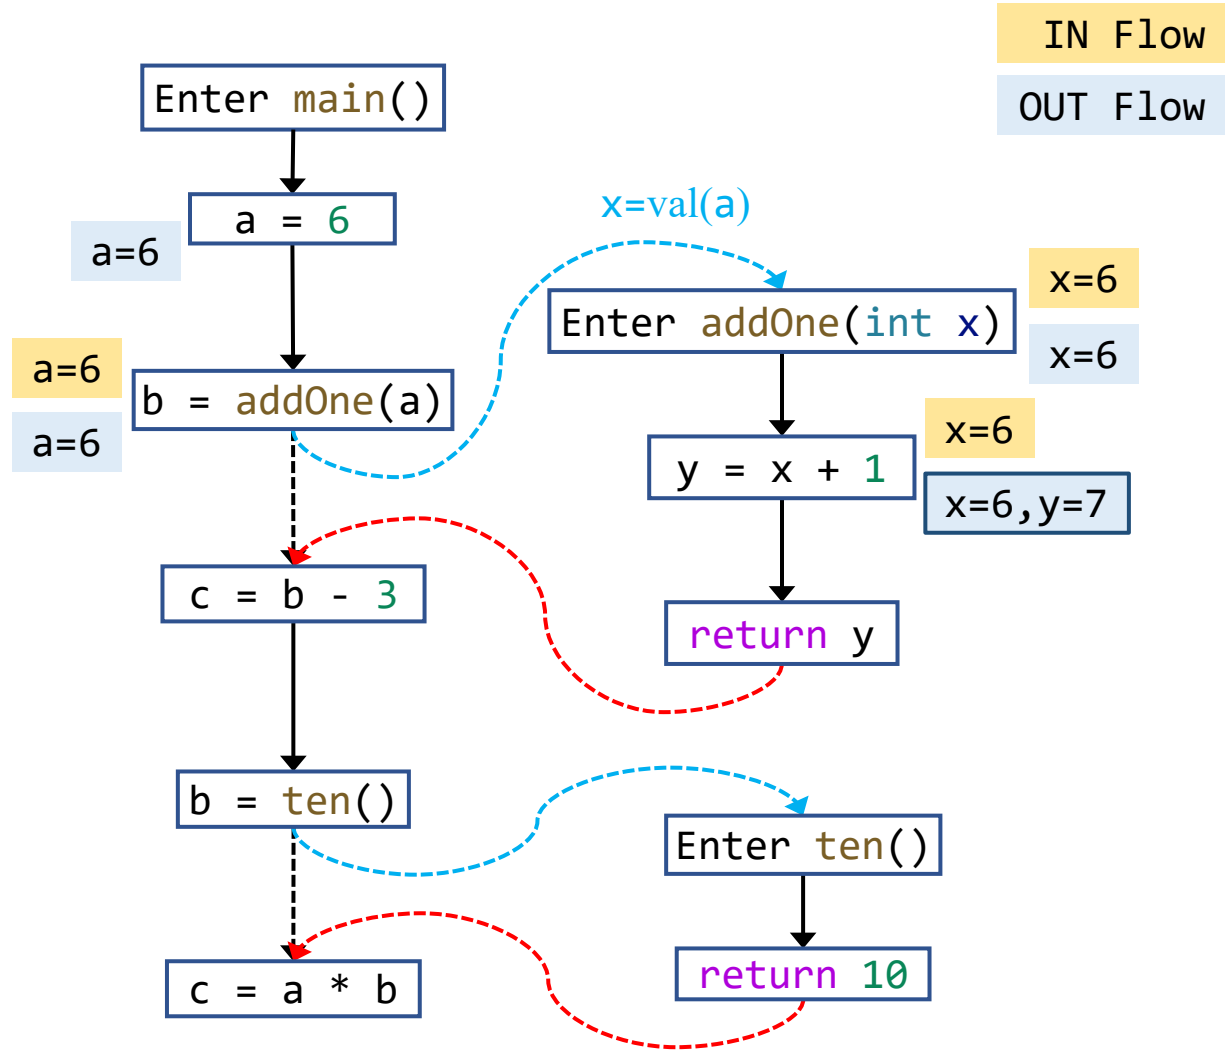 IN Flow
OUT Flow
Enter main()
a = 6
a=6
x=val(a)
Enter addOne(int x)
x=6
x=6
a=6
b = addOne(a)
a=6
y = x + 1
x=6
x=6,y=7
c = b - 3
return y
b = ten()
Enter ten()
c = a * b
return 10